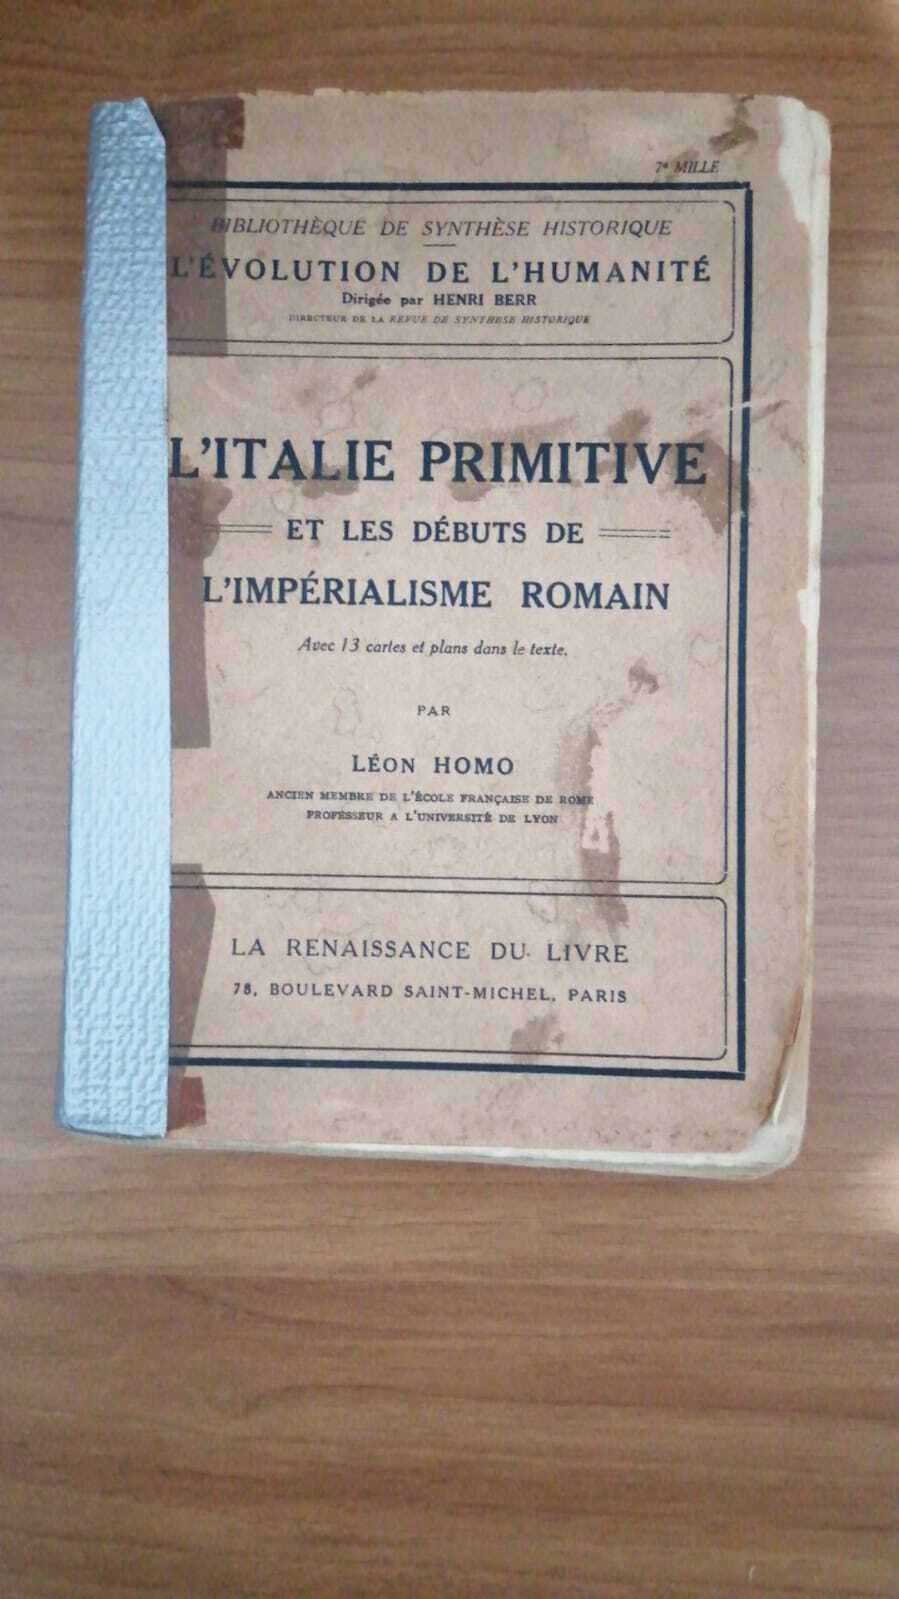 7e MILLE
BIBLIOTHÈQUE DE SYNTHÈSE HISTORIQUE
L'ÉVOLUTION DE L'HUMANITÉ
Dirigée par HENRI BERR
DIRECTEUR DE LA REVUE DE SYNTHÈSE HISTORIQUE
L'ITALIE PRIMITIVE
ET LES DÉBUTS DE
L'IMPÉRIALISME ROMAIN
Avec 13 cartes et plans dans le texte.
PAR
LÉON HOMO
ANCIEN MEMBRE DE L'ÉCOLE FRANÇAISE DE ROME
PROFESSEUR A L'UNIVERSITÉ DE LYON
LA RENAISSANCE DU LIVRE
78, BOULEVARD SAINT-MICHEL, PARIS